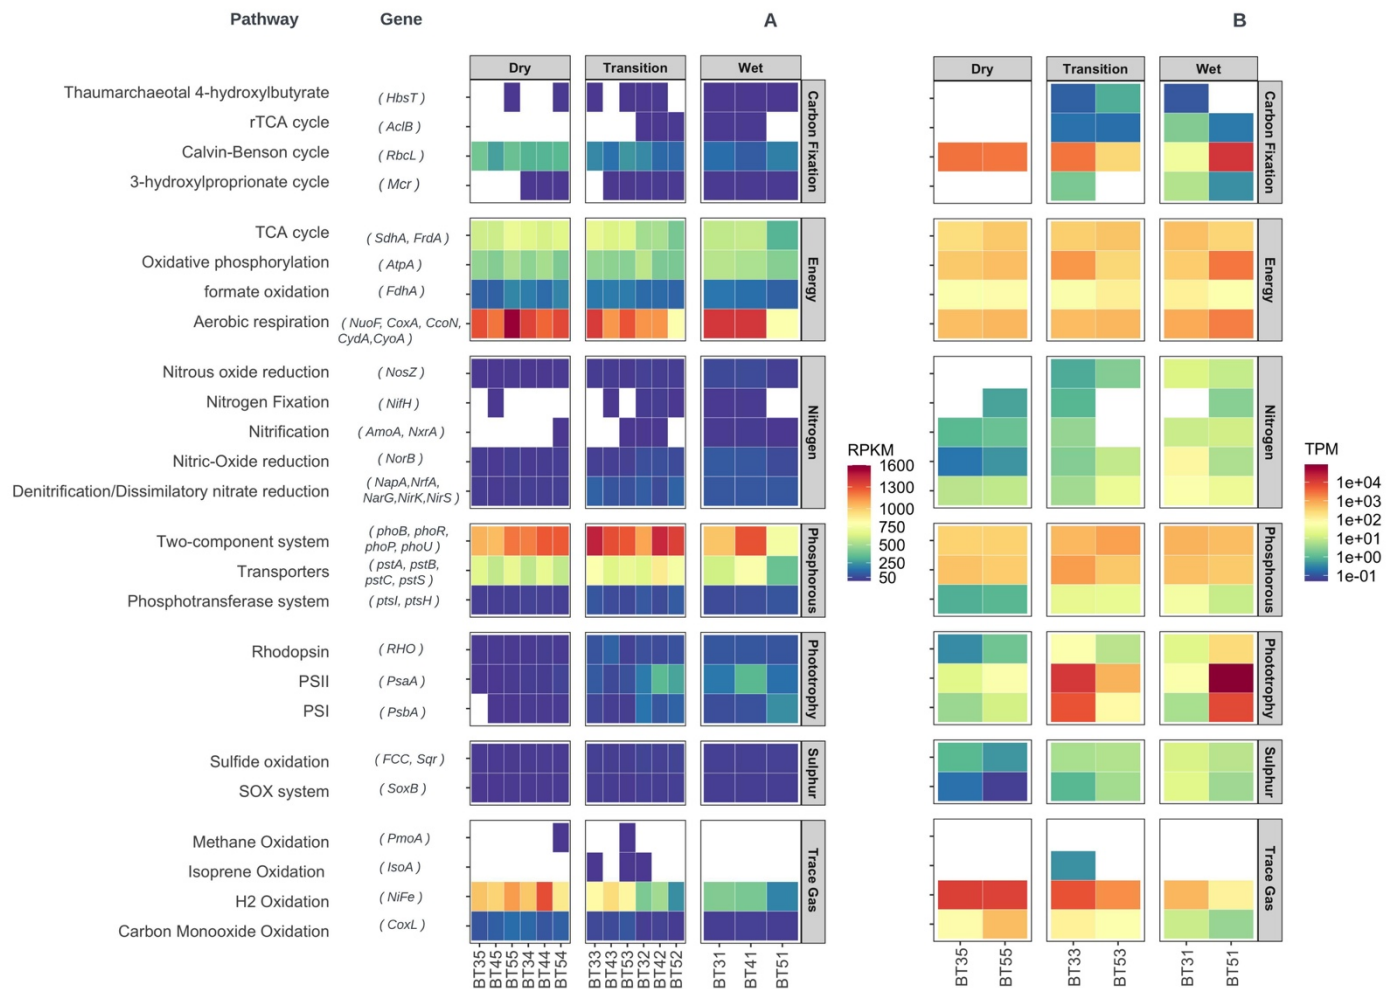 Pathway Gene A B
Dry Transition Wet Dry Transition Wet
Thaumarchaeotal 4-hydroxylbutyrate ( HbsT )
rTCA cycle ( AclB )
Calvin-Benson cycle ( RbcL )
3-hydroxylproprionate cycle ( Mcr )
Carbon Fixation Carbon Fixation
TCA cycle ( SdhA, FrdA )
Oxidative phosphorylation ( AtpA )
formate oxidation ( FdhA )
Aerobic respiration ( NuoF, CoxA, CcoN,
CydA,CyoA )
Energy Energy
Nitrous oxide reduction ( NosZ )
Nitrogen Fixation ( NifH )
Nitrification ( AmoA, NxrA )
Nitric-Oxide reduction ( NorB )
Denitrification/Dissimilatory nitrate reduction ( NapA,NrfA,
NarG,NirK,NirS )
Nitrogen Nitrogen
Two-component system ( phoB, phoR,
phoP, phoU )
Transporters ( pstA, pstB,
pstC, pstS )
Phosphotransferase system ( ptsI, ptsH )
Phosphorous Phosphorous
Rhodopsin ( RHO )
PSII ( PsaA )
PSI ( PsbA )
Phototrophy Phototrophy
Sulfide oxidation ( FCC, Sqr )
SOX system ( SoxB )
Sulphur Sulphur
Methane Oxidation ( PmoA )
Isoprene Oxidation ( IsoA )
H2 Oxidation ( NiFe )
Carbon Monooxide Oxidation ( CoxL )
Trace Gas Trace Gas
RPKM
1600
1300
1000
750
500
250
50
TPM
1e+04
1e+03
1e+02
1e+01
1e+00
1e-01
BT35 BT45 BT55 BT34 BT44 BT54 BT33 BT43 BT53 BT32 BT42 BT52 BT31 BT41 BT51 BT35 BT55 BT33 BT53 BT31 BT51